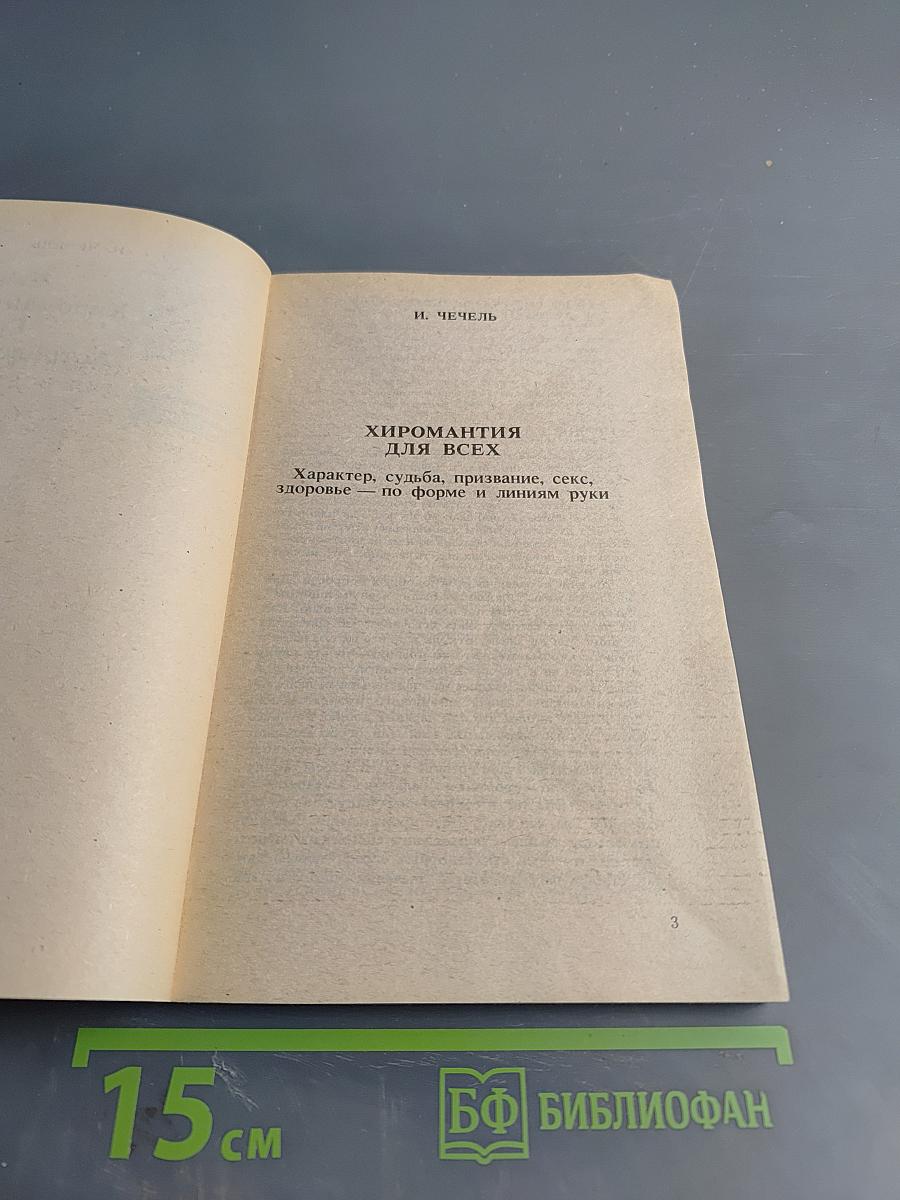 И. ЧЕЧЕЛЬ
ХИРОМАНТИЯ
ДЛЯ ВСЕХ
Характер, судьба, призвание, секс,
здоровье — по форме и линиям руки
3
15 см
БФ БИБЛИОФАН